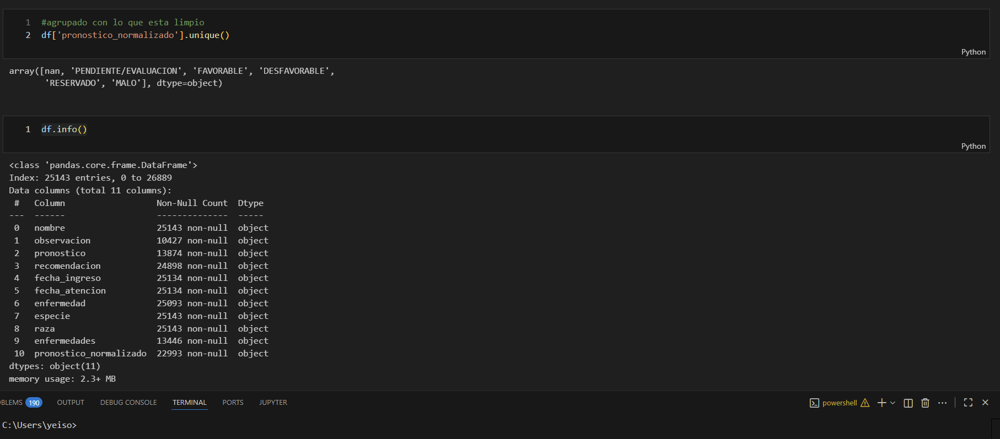 1 #agrupado con lo que esta limpio
2 df['pronostico_normalizado'].unique()
Python
array([nan, 'PENDIENTE/EVALUACION', 'FAVORABLE', 'DESFAVORABLE',
'RESERVADO', 'MALO'], dtype=object)
1 df.info()
Python
<class 'pandas.core.frame.DataFrame'>
Index: 25143 entries, 0 to 26889
Data columns (total 11 columns):
# Column Non-Null Count Dtype
--- ------ -------------- -----
0 nombre 25143 non-null object
1 observacion 10427 non-null object
2 pronostico 13874 non-null object
3 recomendacion 24898 non-null object
4 fecha_ingreso 25134 non-null object
5 fecha_atencion 25134 non-null object
6 enfermedad 25093 non-null object
7 especie 25143 non-null object
8 raza 25143 non-null object
9 enfermedades 13446 non-null object
10 pronostico_normalizado 22993 non-null object
dtypes: object(11)
memory usage: 2.3+ MB
OBLEMS 190 OUTPUT DEBUG CONSOLE TERMINAL PORTS JUPYTER powershell
C:\Users\yeiso>